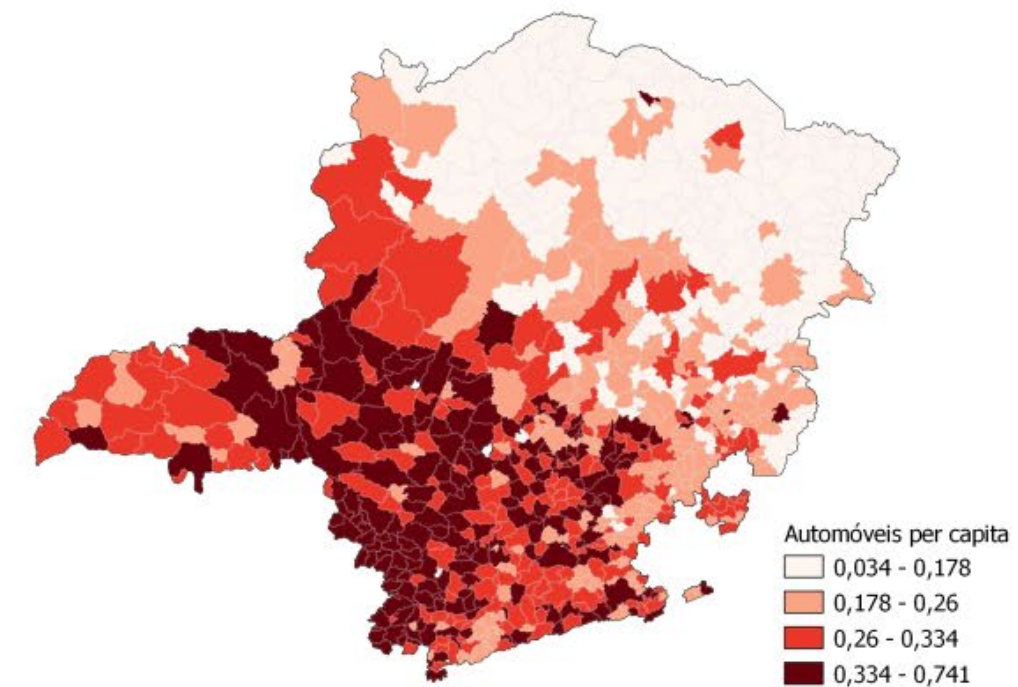 Automóveis per capita
0,034 - 0,178
0,178 - 0,26
0,26 - 0,334
0,334 - 0,741